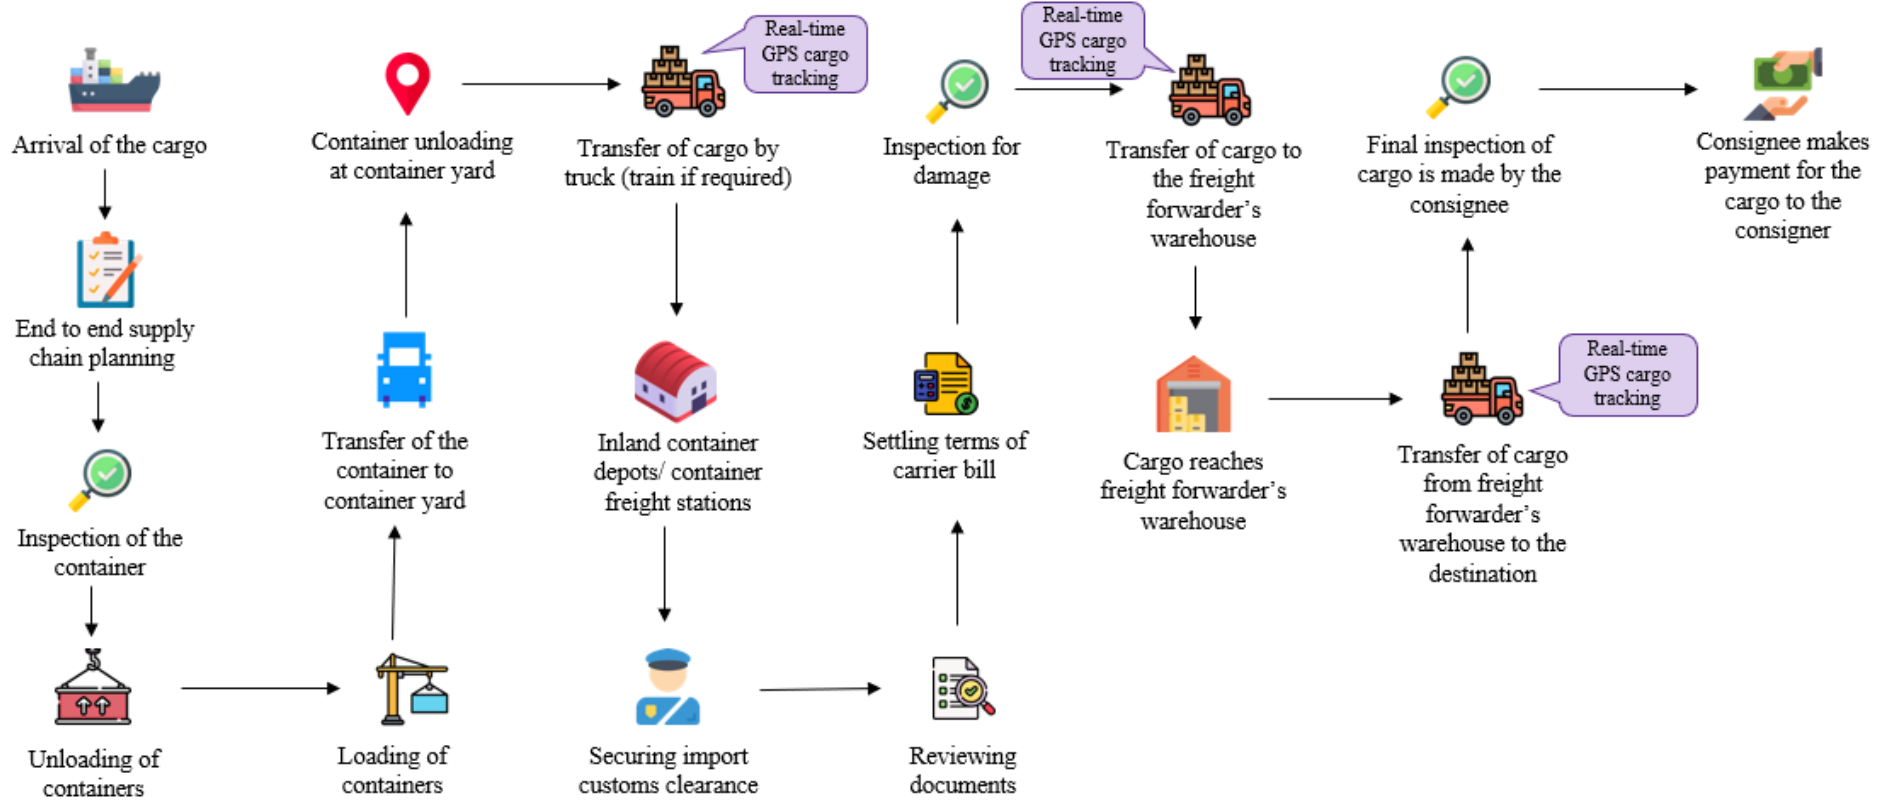 Arrival of the cargo
End to end supply
chain planning
Inspection of the
container
Unloading of
containers
Loading of
containers
Transfer of the
container to
container yard
Container unloading
at container yard
Real-time
GPS cargo
tracking
Transfer of cargo by
truck (train if required)
Inland container
depots/ container
freight stations
Securing import
customs clearance
Reviewing
documents
Settling terms of
carrier bill
Inspection for
damage
Real-time
GPS cargo
tracking
Transfer of cargo to
the freight
forwarder’s
warehouse
Cargo reaches
freight forwarder’s
warehouse
Real-time
GPS cargo
tracking
Transfer of cargo
from freight
forwarder’s
warehouse to the
destination
Final inspection of
cargo is made by the
consignee
Consignee makes
payment for the
cargo to the
consigner